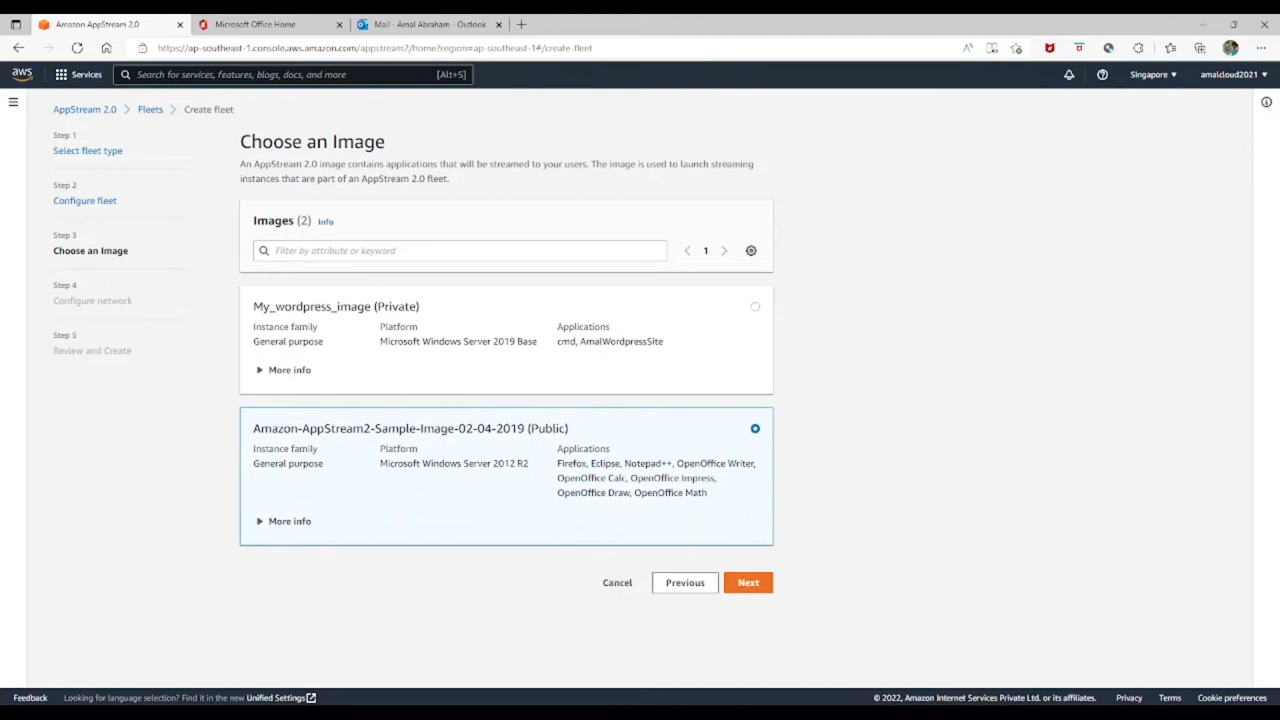 Amazon AppStream 2.0
Microsoft Office Home
Mail - Amal Abraham - Outlook
https://ap-southeast-1.console.aws.amazon.com/appstream2/home?region=ap-southeast-1#/create-fleet
aws
Services
Search for services, features, blogs, docs, and more
[Alt+S]
Singapore
amalcloud2021
AppStream 2.0
Fleets
Create fleet
Step 1
Select fleet type
Step 2
Configure fleet
Step 3
Choose an Image
Step 4
Configure network
Step 5
Review and Create
Choose an Image
An AppStream 2.0 image contains applications that will be streamed to your users. The image is used to launch streaming
instances that are part of an AppStream 2.0 fleet.
Images (2) Info
Filter by attribute or keyword
1
My_wordpress_image (Private)
Instance family
General purpose
Platform
Microsoft Windows Server 2019 Base
Applications
cmd, AmalWordpressSite
More info
Amazon-AppStream2-Sample-Image-02-04-2019 (Public)
Instance family
General purpose
Platform
Microsoft Windows Server 2012 R2
Applications
Firefox, Eclipse, Notepad++, OpenOffice Writer,
OpenOffice Calc, OpenOffice Impress,
OpenOffice Draw, OpenOffice Math
More info
Cancel
Previous
Next
Feedback
Looking for language selection? Find it in the new Unified Settings
© 2022, Amazon Internet Services Private Ltd. or its affiliates.
Privacy
Terms
Cookie preferences